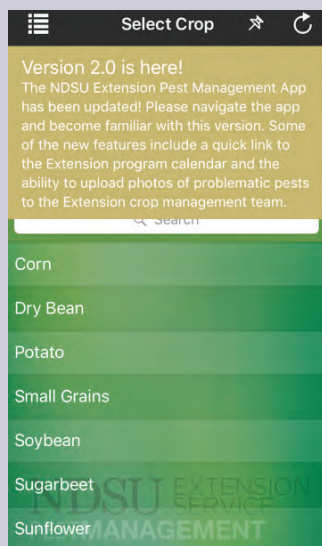 Select Crop
Version 2.0 is here!
The NDSU Extension Pest Management App
has been updated! Please navigate the app
and become familiar with this version. Some
of the new features include a quick link to
the Extension program calendar and the
ability to upload photos of problematic pests
to the Extension crop management team.
Search
Corn
Dry Bean
Potato
Small Grains
Soybean
Sugarbeet
NDSU EXTENSION
SERVICE
Sunflower
MANAGEMENT